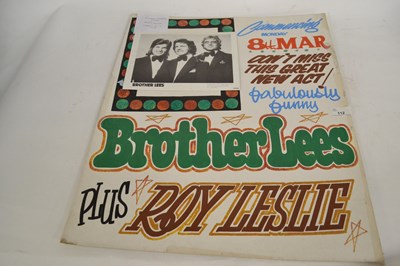 Commencing
MONDAY
8th MAR
DON'T MISS
THIS GREAT
NEW ACT!
fabulously
funny
BROTHER LEES
Brother Lees
PLUS ROY LESLIE